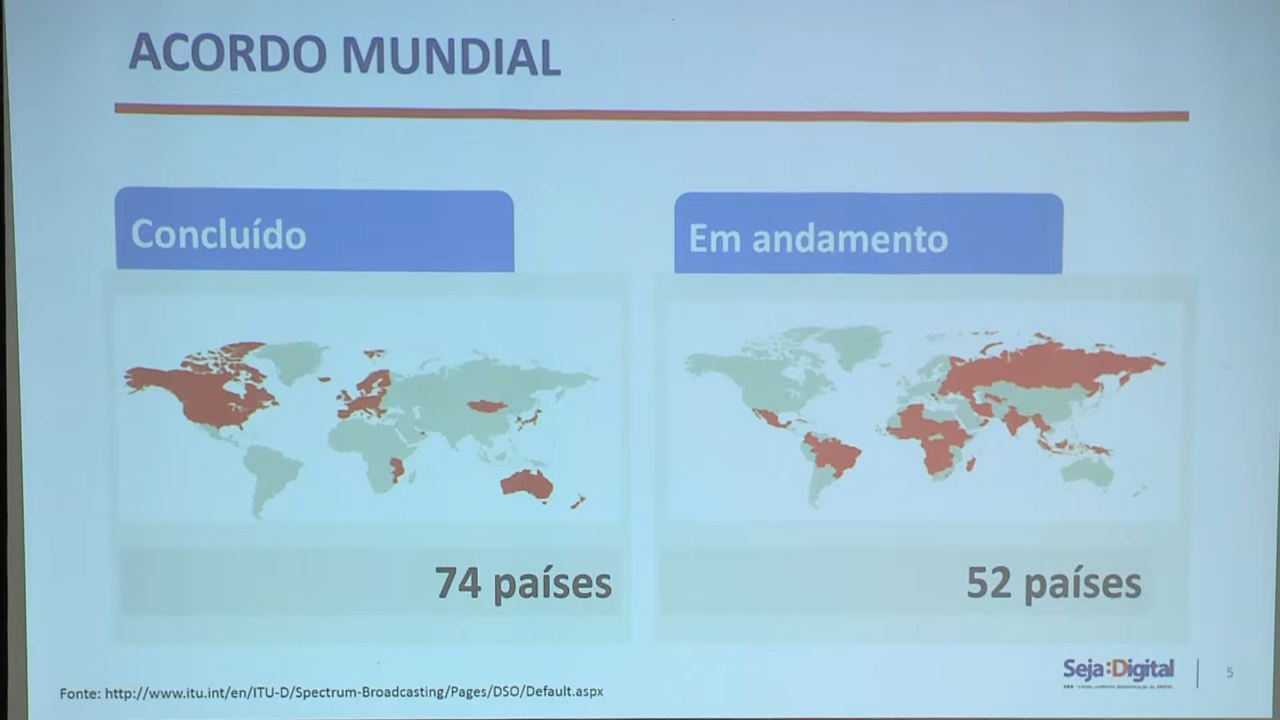 ACORDO MUNDIAL
Concluído
Em andamento
74 países
52 países
Fonte: http://www.itu.int/en/ITU-D/Spectrum-Broadcasting/Pages/DSO/Default.aspx
Seja:Digital
5